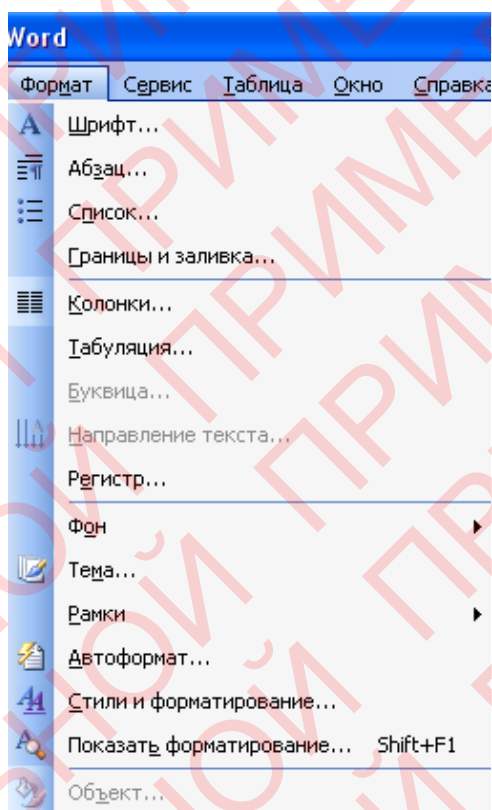 Word
Формат Сервис Таблица Окно Справка
Шрифт...
Абзац...
Список...
Границы и заливка...
Колонки...
Табуляция...
Буквица...
Направление текста...
Регистр...
Фон
Тема...
Рамки
Автоформат...
Стили и форматирование...
Показать форматирование... Shift+F1
Объект...